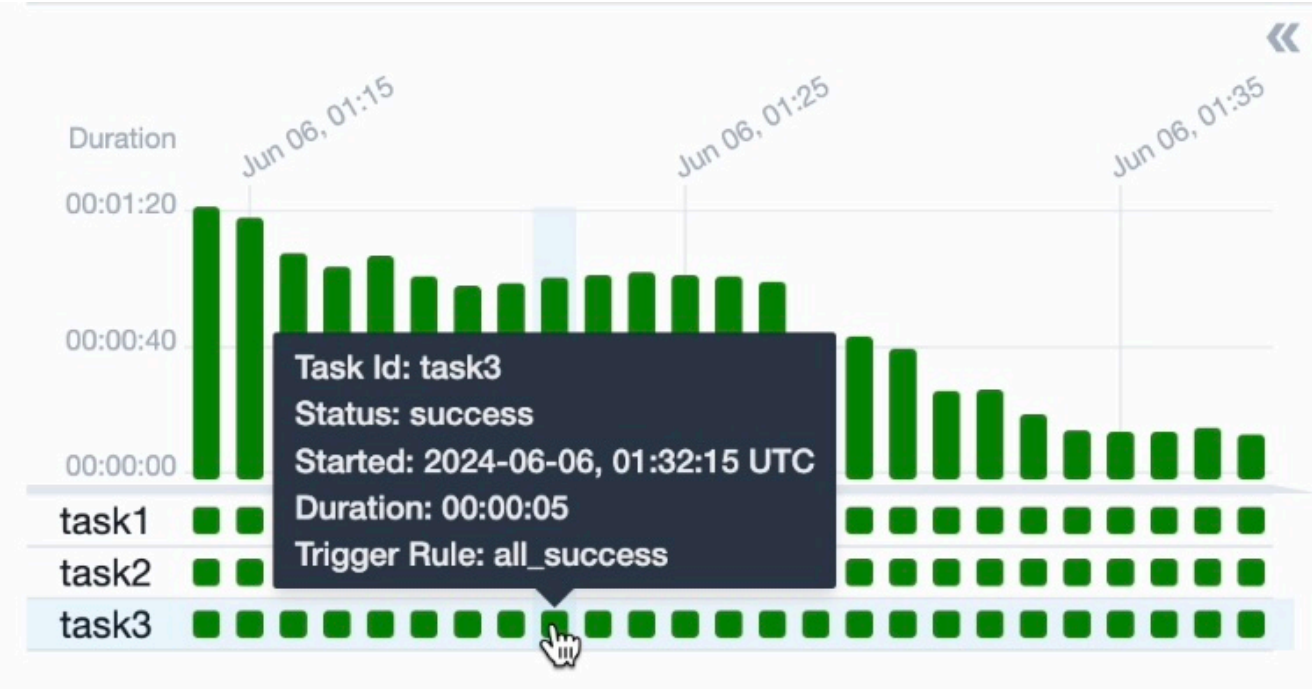 Duration
Jun 06, 01:15
Jun 06, 01:25
Jun 06, 01:35
00:01:20
00:00:40
00:00:00
Task Id: task3
Status: success
Started: 2024-06-06, 01:32:15 UTC
Duration: 00:00:05
Trigger Rule: all_success
task1
task2
task3